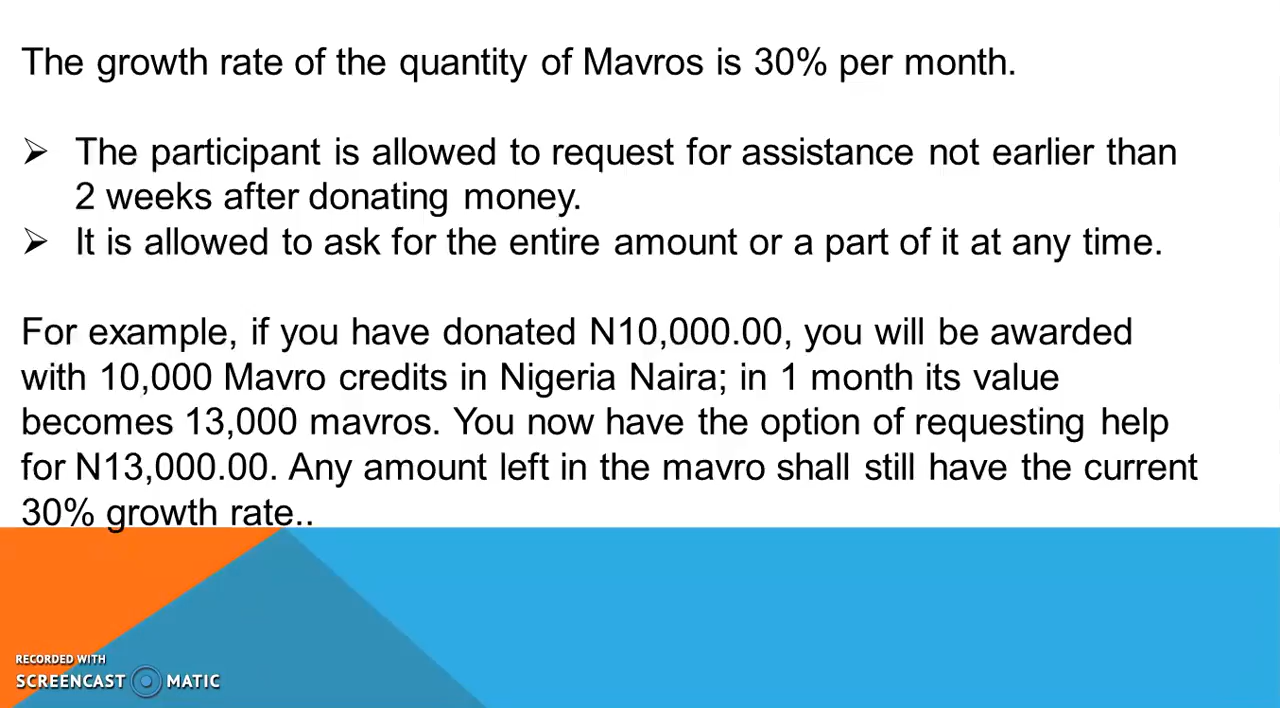 The growth rate of the quantity of Mavros is 30% per month.
➢ The participant is allowed to request for assistance not earlier than
2 weeks after donating money.
➢ It is allowed to ask for the entire amount or a part of it at any time.
For example, if you have donated N10,000.00, you will be awarded
with 10,000 Mavro credits in Nigeria Naira; in 1 month its value
becomes 13,000 mavros. You now have the option of requesting help
for N13,000.00. Any amount left in the mavro shall still have the current
30% growth rate..
RECORDED WITH
SCREENCAST MATIC